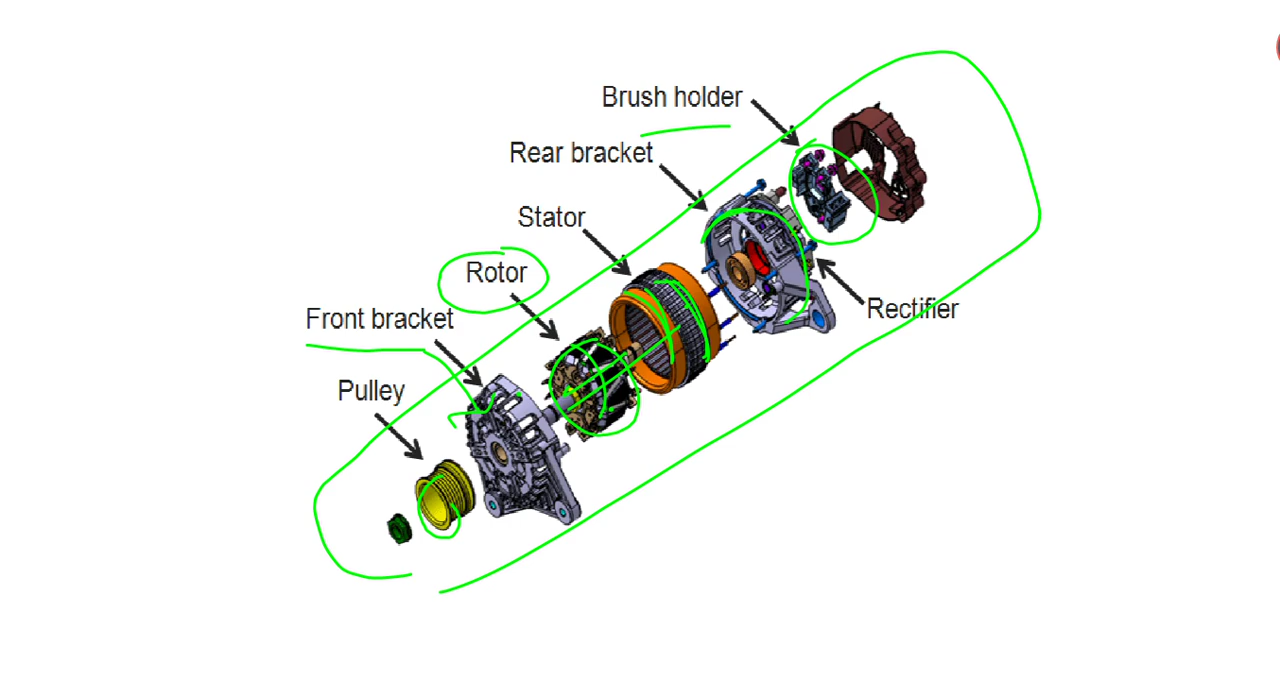 Brush holder
Rear bracket
Stator
Rotor
Front bracket
Rectifier
Pulley